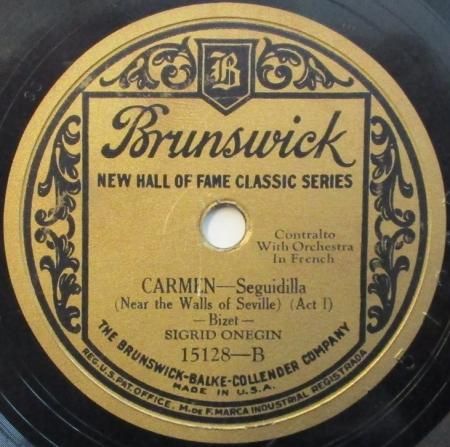 B
Brunswick
NEW HALL OF FAME CLASSIC SERIES
Contralto
With Orchestra
In French
CARMEN—Seguidilla
(Near the Walls of Seville) (Act I)
—Bizet—
SIGRID ONEGIN
15128—B
THE BRUNSWICK-BALKE-COLLENDER COMPANY
MADE IN U.S.A.
REG. U.S. PAT. OFFICE. M. DE F. MARCA INDUSTRIAL REGISTRADA